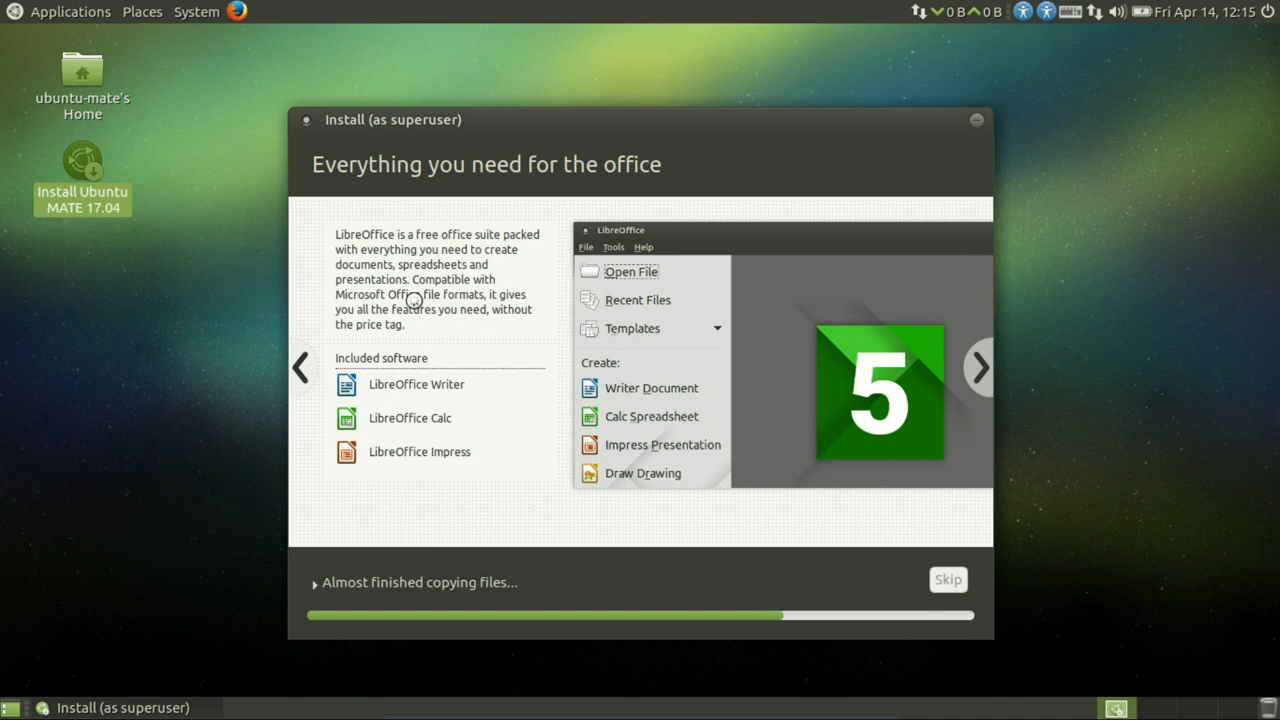 Applications Places System 0 B 0 B Fri Apr 14, 12:15
ubuntu-mate's
Home
Install Ubuntu
MATE 17.04
Install (as superuser)
Everything you need for the office
LibreOffice is a free office suite packed
with everything you need to create
documents, spreadsheets and
presentations. Compatible with
Microsoft Office file formats, it gives
you all the features you need, without
the price tag.
Included software
LibreOffice Writer
LibreOffice Calc
LibreOffice Impress
LibreOffice
File Tools Help
Open File
Recent Files
Templates
Create:
Writer Document
Calc Spreadsheet
Impress Presentation
Draw Drawing
5
Almost finished copying files...
Skip
Install (as superuser)